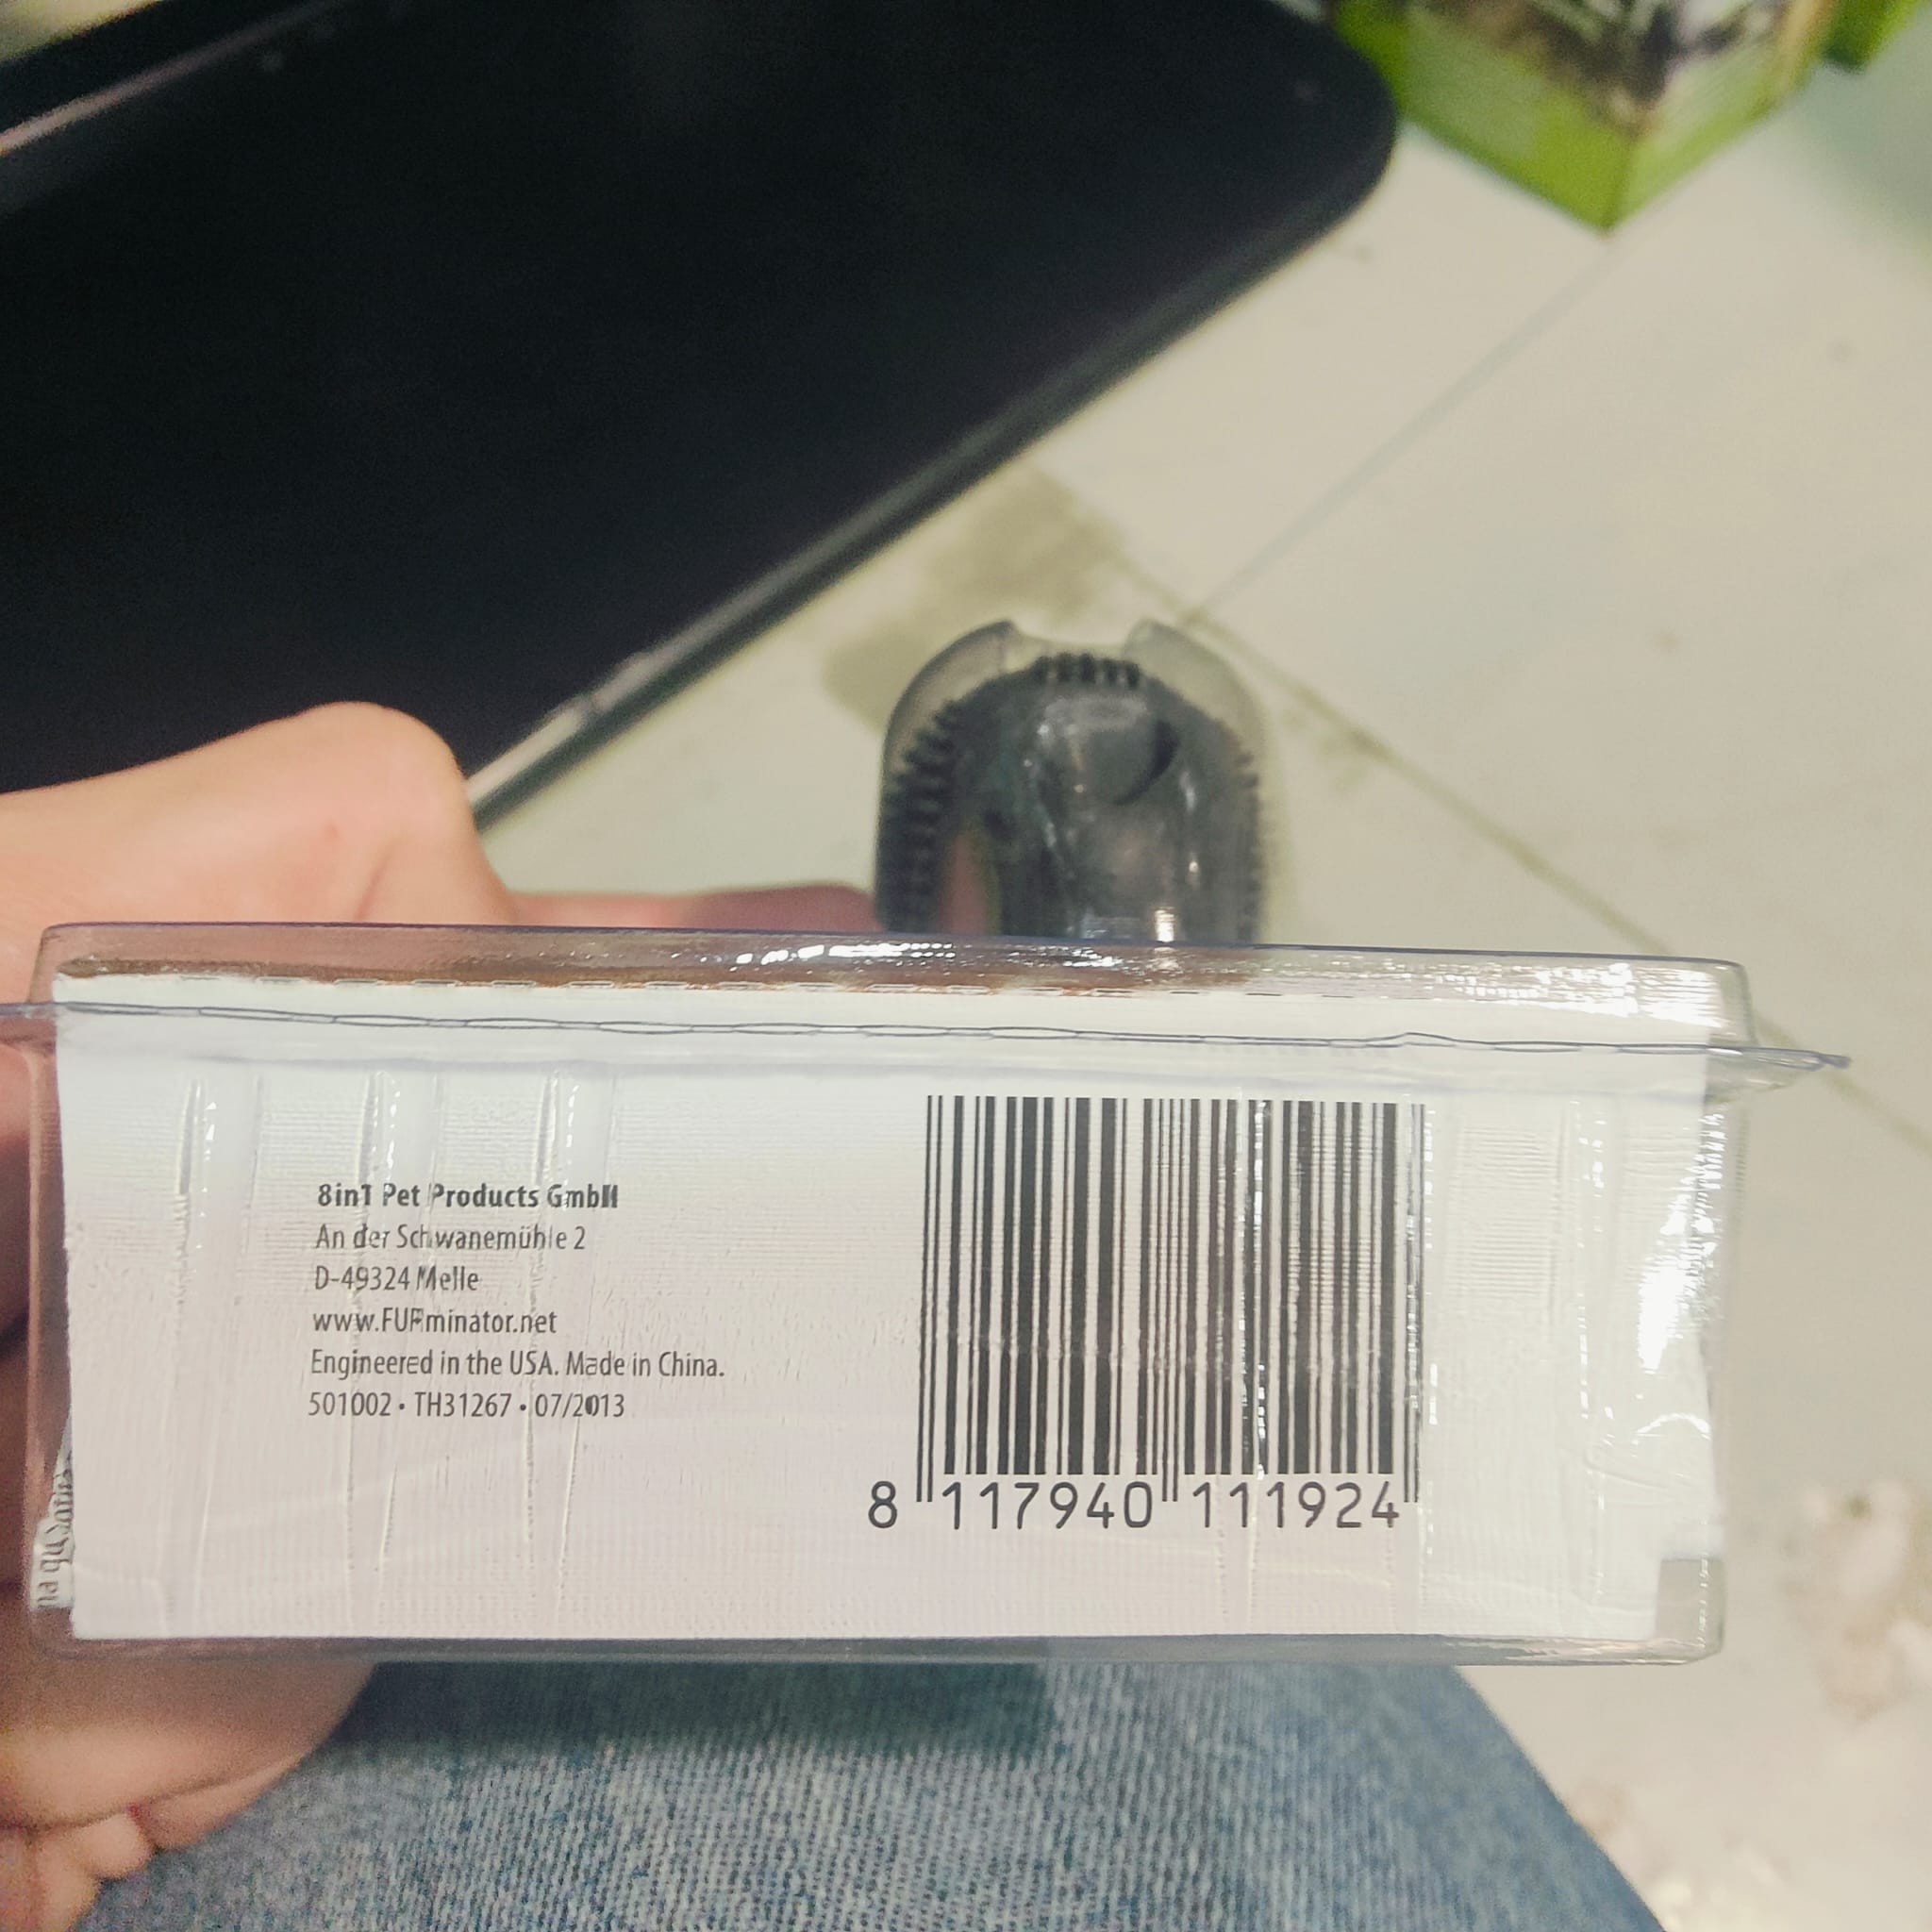 8in1 Pet Products GmbH
An der Schwanemühle 2
D-49324 Melle
www.FURminator.net
Engineered in the USA. Made in China.
501002 • TH31267 • 07/2013
8 117940 111924